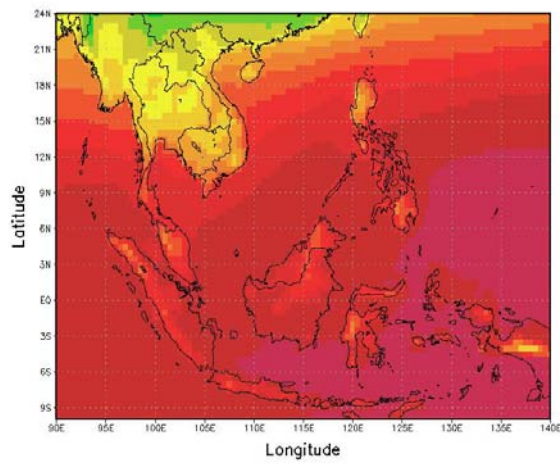 24N
21N
18N
15N
12N
9N
6N
3N
EQ
3S
6S
9S
90E 95E 100E 105E 110E 115E 120E 125E 130E 135E 140E
Latitude
Longitude